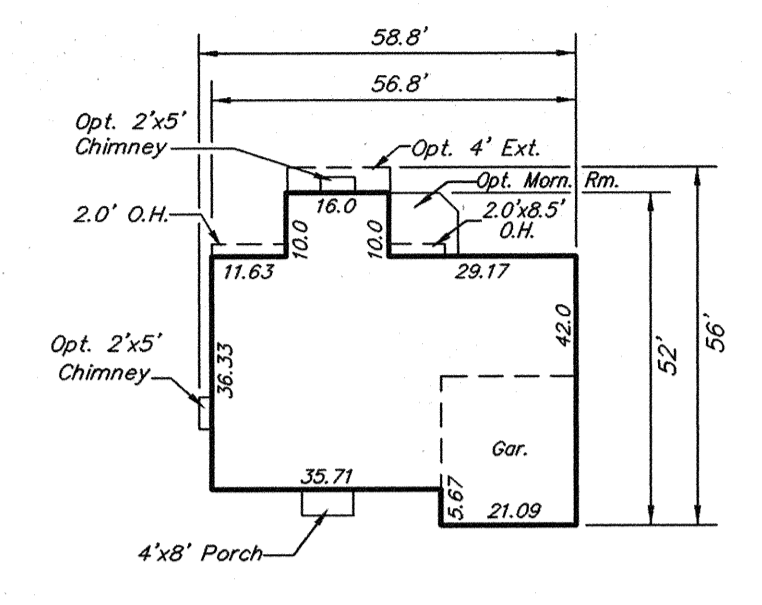 58.8'
56.8'
Opt. 2'x5'
Chimney
Opt. 4' Ext.
Opt. Morn. Rm.
2.0' O.H.
16.0
2.0'x8.5'
O.H.
10.0
10.0
11.63
29.17
42.0
52'
56'
Opt. 2'x5'
Chimney
36.33
Gar.
35.71
5.67
21.09
4'x8' Porch